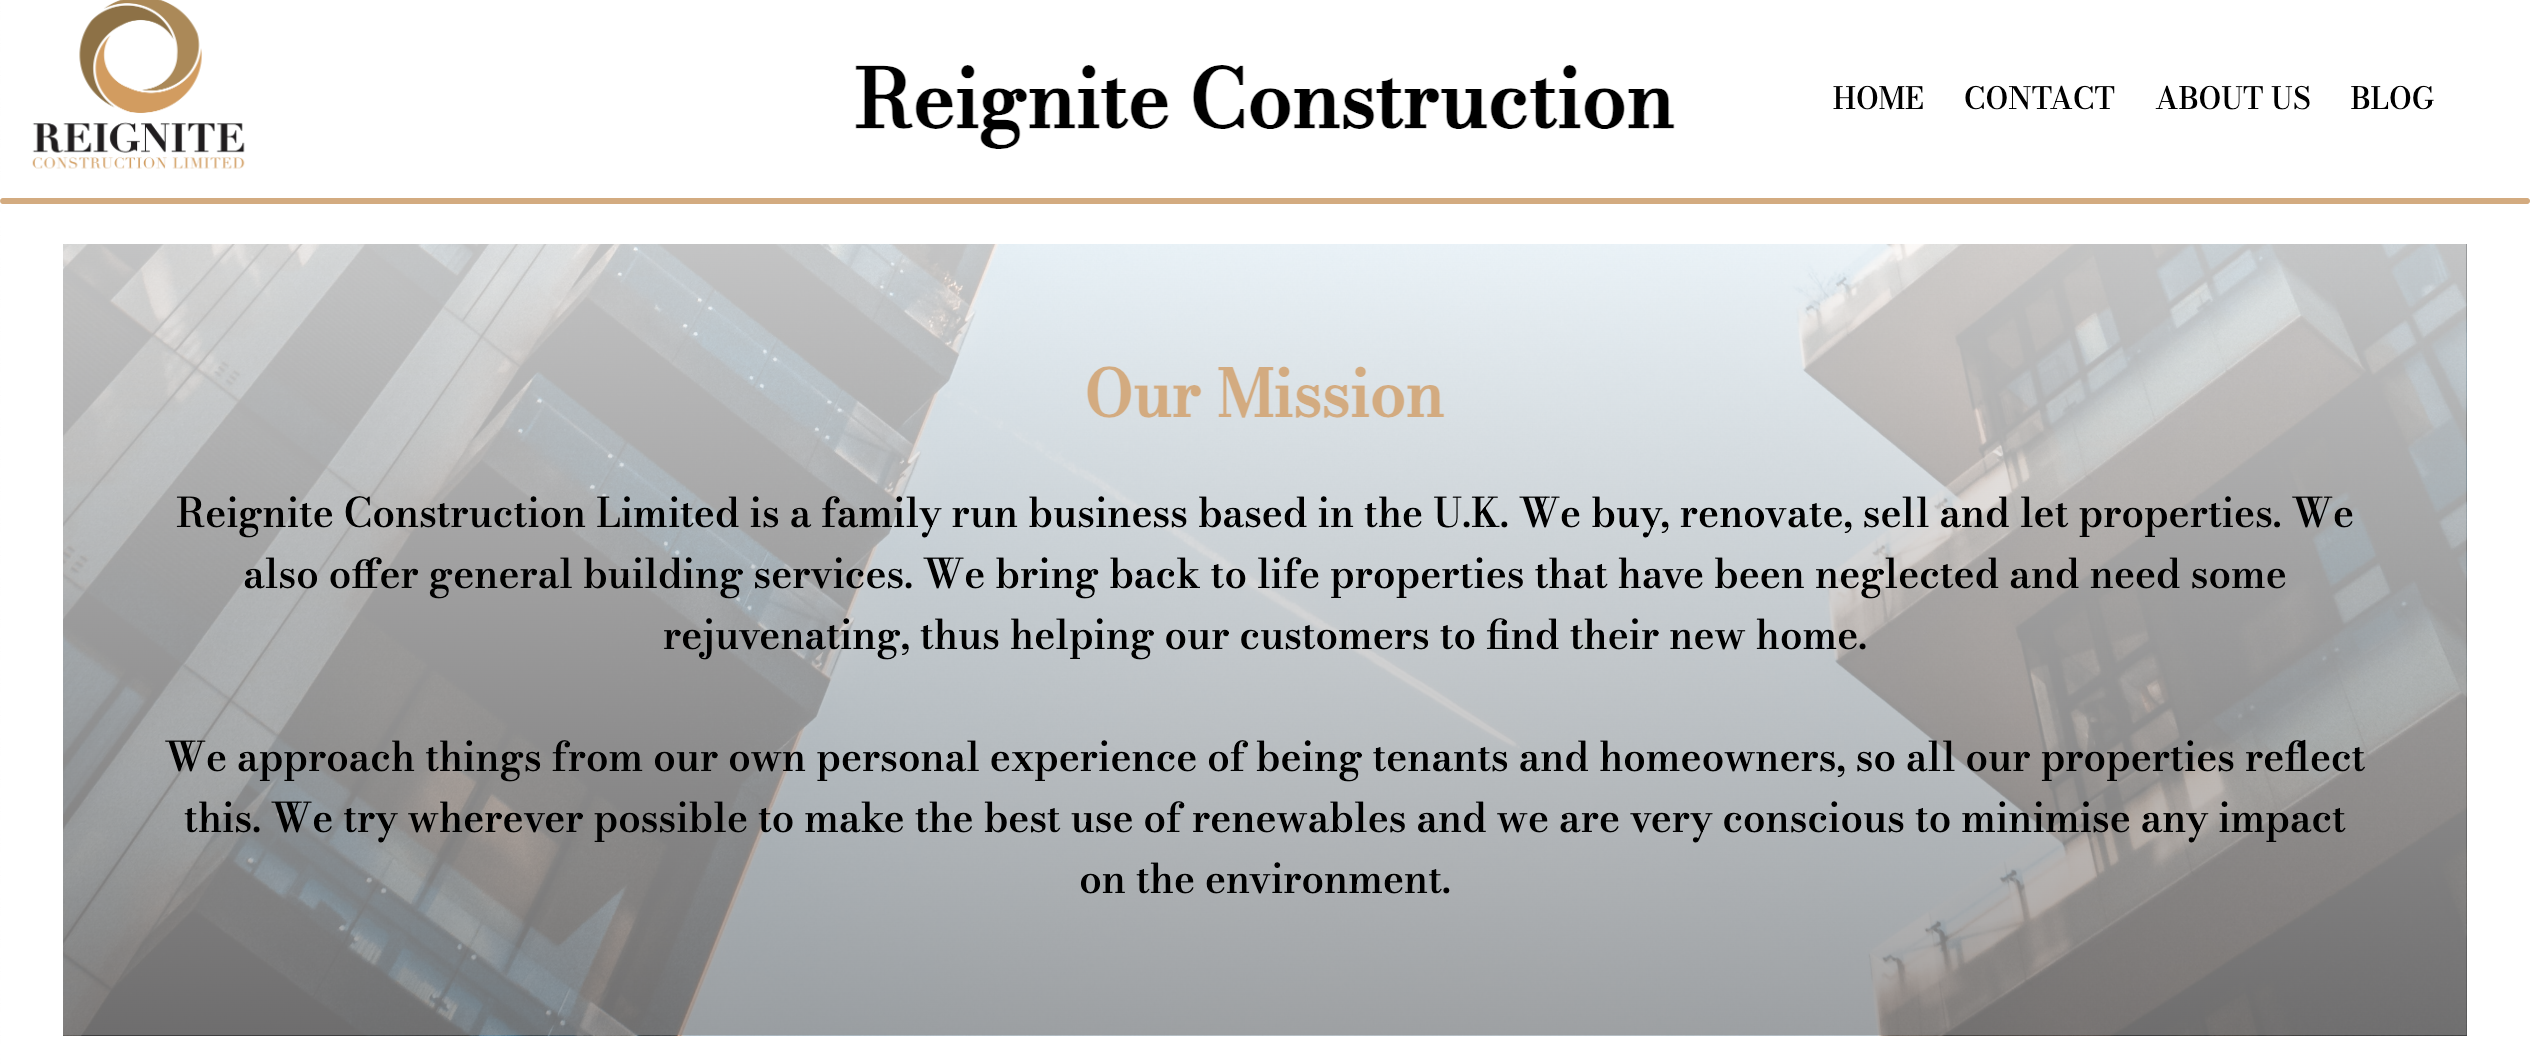 REIGNITE
CONSTRUCTION LIMITED
Reignite Construction
HOME CONTACT ABOUT US BLOG
Our Mission
Reignite Construction Limited is a family run business based in the U.K. We buy, renovate, sell and let properties. We
also offer general building services. We bring back to life properties that have been neglected and need some
rejuvenating, thus helping our customers to find their new home.
We approach things from our own personal experience of being tenants and homeowners, so all our properties reflect
this. We try wherever possible to make the best use of renewables and we are very conscious to minimise any impact
on the environment.